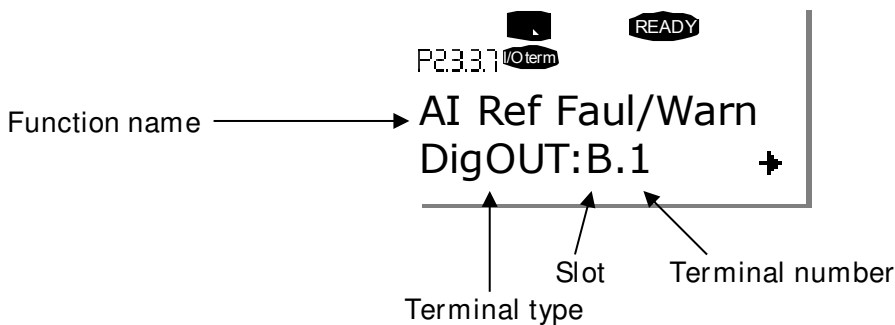 READY
P2.3.3.7 I/Oterm
Function name
AI Ref Faul/Warn
DigOUT:B.1
Slot
Terminal number
Terminal type